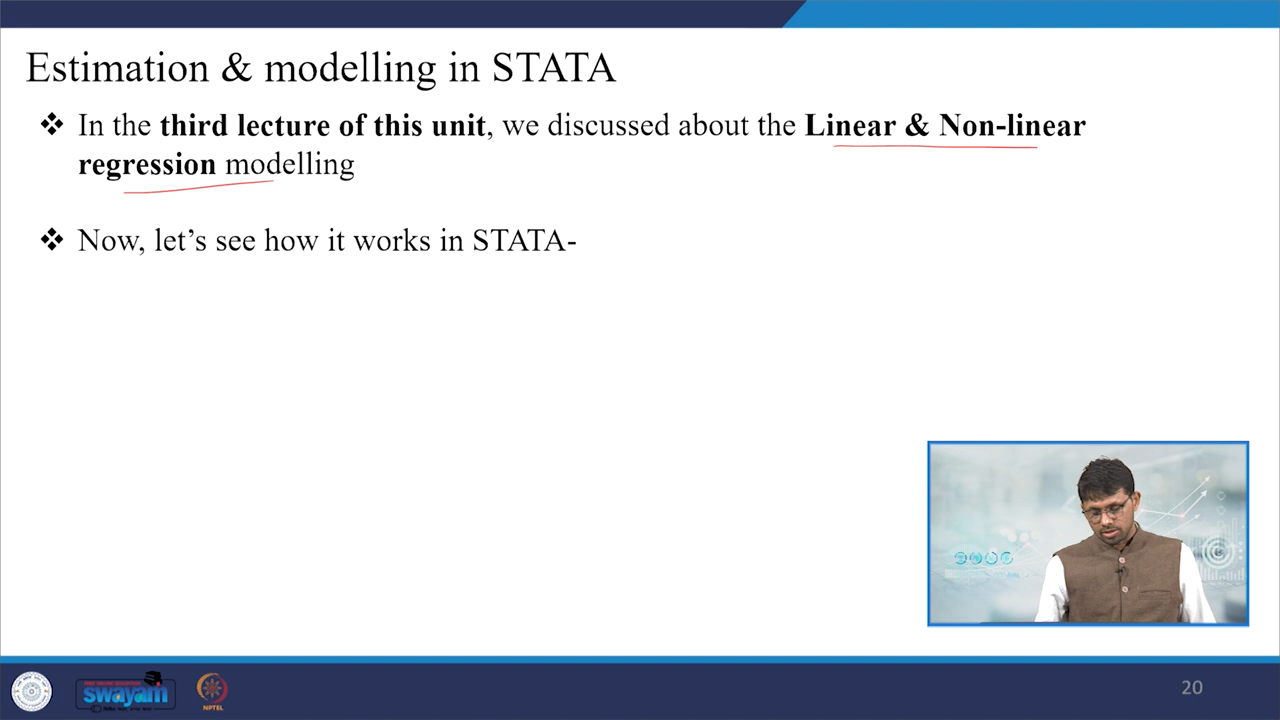 Estimation & modelling in STATA
❖ In the third lecture of this unit, we discussed about the Linear & Non-linear
regression modelling
❖ Now, let’s see how it works in STATA-
swayam
NPTEL
20